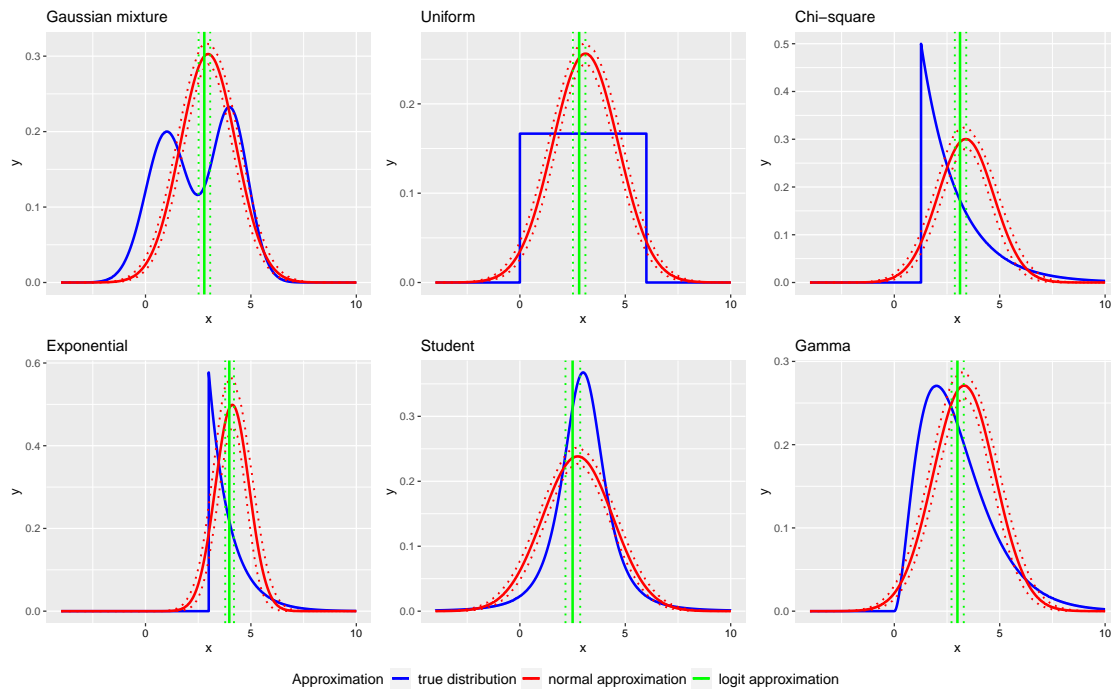 Gaussian mixture
Uniform
Chi−square
0.3
0.2
0.1
0.0
y
0 5 10
x
0.2
0.1
0.0
y
0 5 10
x
0.5
0.4
0.3
0.2
0.1
0.0
y
0 5 10
x
Exponential
Student
Gamma
0.6
0.4
0.2
0.0
y
0 5 10
x
0.3
0.2
0.1
0.0
y
0 5 10
x
0.3
0.2
0.1
0.0
y
0 5 10
x
Approximation true distribution normal approximation logit approximation